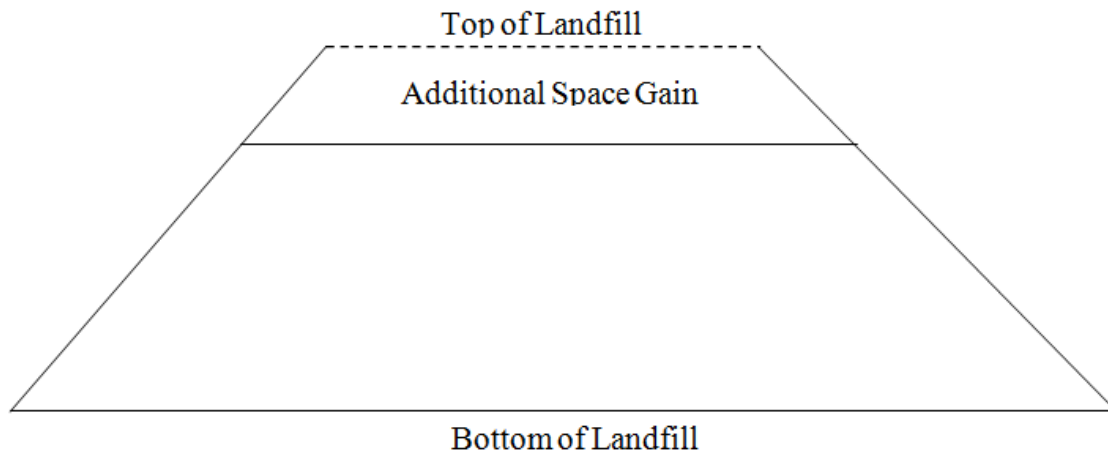 Top of Landfill
Additional Space Gain
Bottom of Landfill